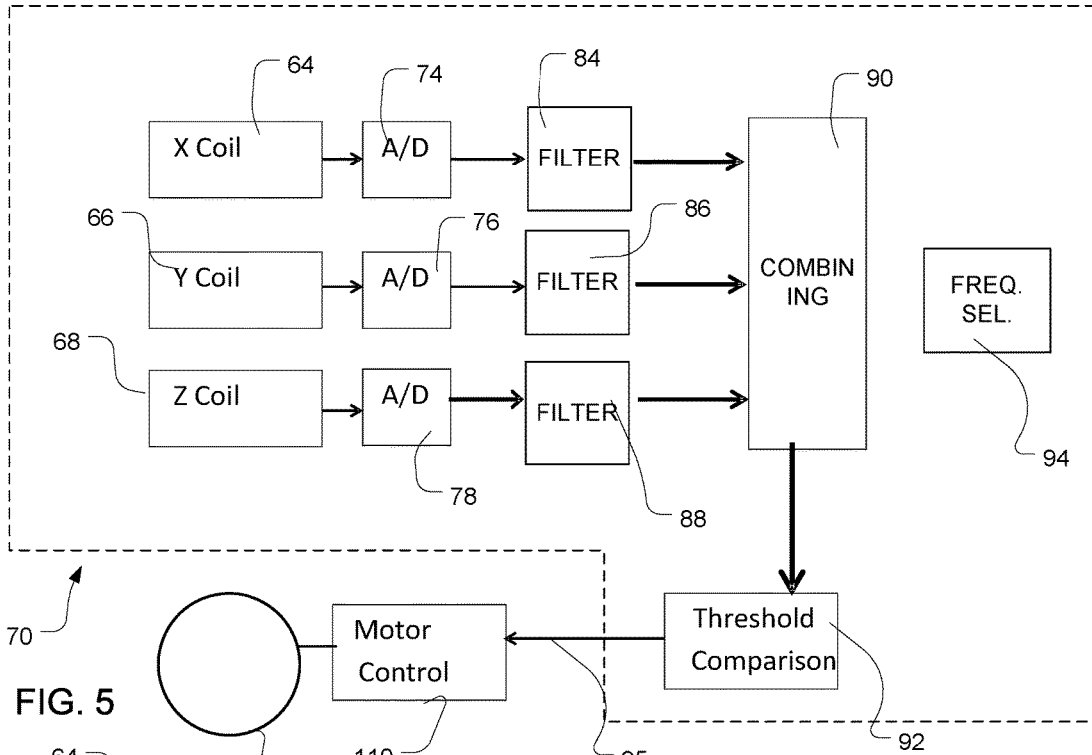 64
74
84
90
X Coil
A/D
FILTER
66
76
86
Y Coil
A/D
FILTER
COMBIN
ING
FREQ.
SEL.
68
Z Coil
A/D
FILTER
78
88
94
70
Motor
Control
Threshold
Comparison
FIG. 5
92